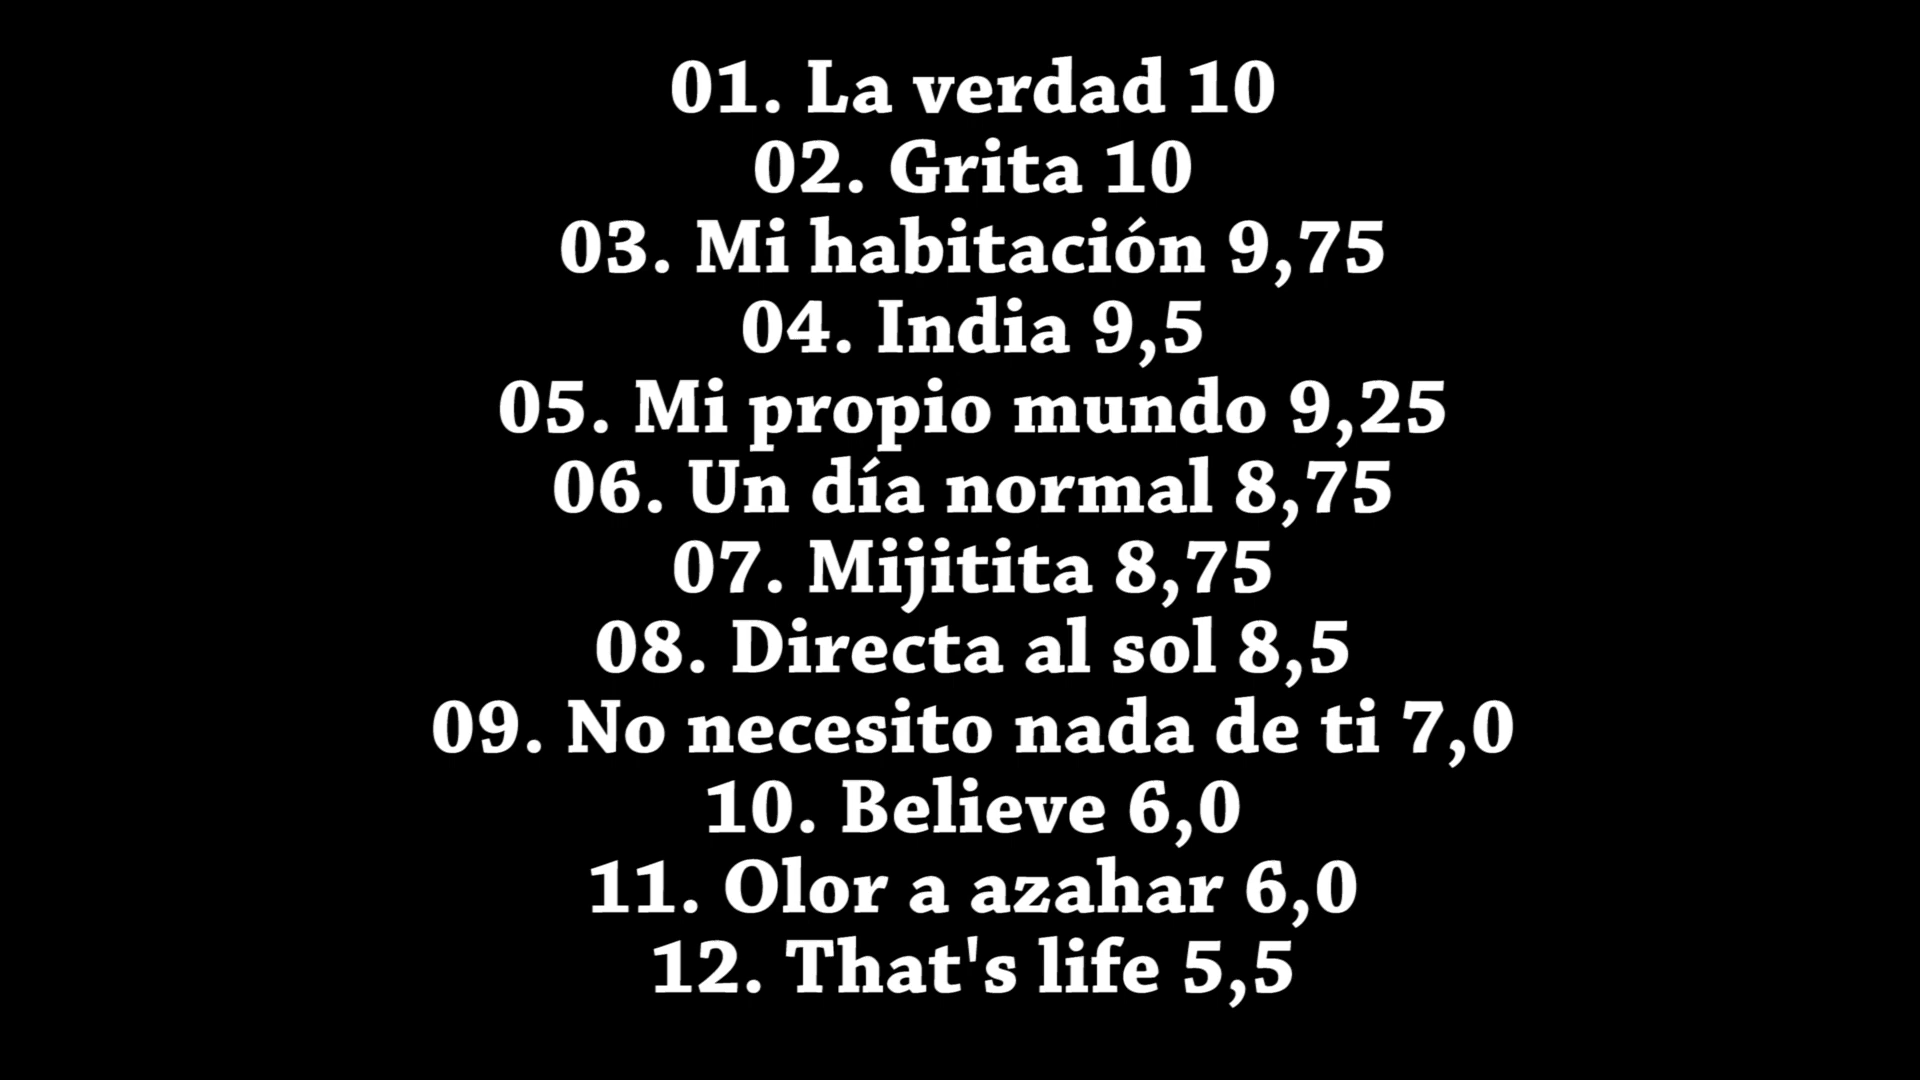 01. La verdad 10
02. Grita 10
03. Mi habitación 9,75
04. India 9,5
05. Mi propio mundo 9,25
06. Un día normal 8,75
07. Mijitita 8,75
08. Directa al sol 8,5
09. No necesito nada de ti 7,0
10. Believe 6,0
11. Olor a azahar 6,0
12. That's life 5,5